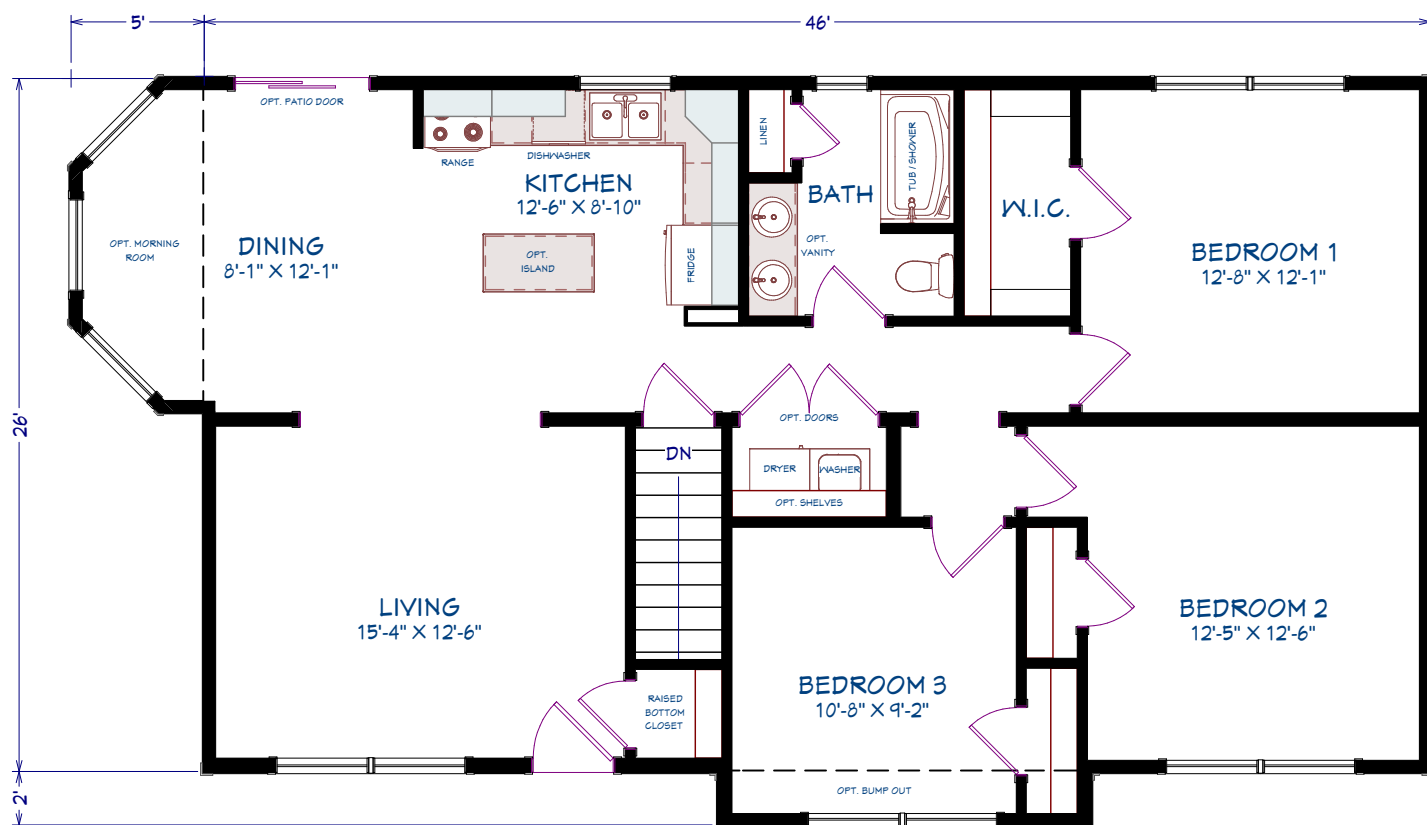 5'
46'
26'
2'
OPT. PATIO DOOR
RANGE
DISHWASHER
KITCHEN
12'-6" X 8'-10"
OPT.
ISLAND
FRIDGE
OPT. MORNING
ROOM
DINING
8'-1" X 12'-1"
LINEN
BATH
OPT.
VANITY
TUB / SHOWER
W.I.C.
BEDROOM 1
12'-8" X 12'-1"
OPT. DOORS
DRYER
WASHER
OPT. SHELVES
DN
LIVING
15'-4" X 12'-6"
RAISED
BOTTOM
CLOSET
BEDROOM 3
10'-8" X 9'-2"
OPT. BUMP OUT
BEDROOM 2
12'-5" X 12'-6"